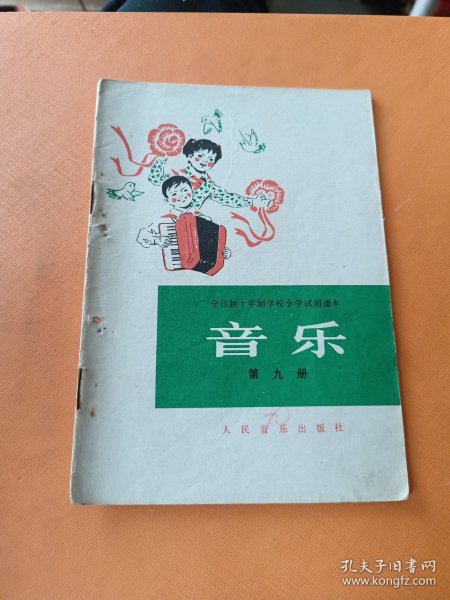 全日制十年制学校小学试用课本
音乐
第九册
人民音乐出版社
孔夫子旧书网
www.kongfz.com